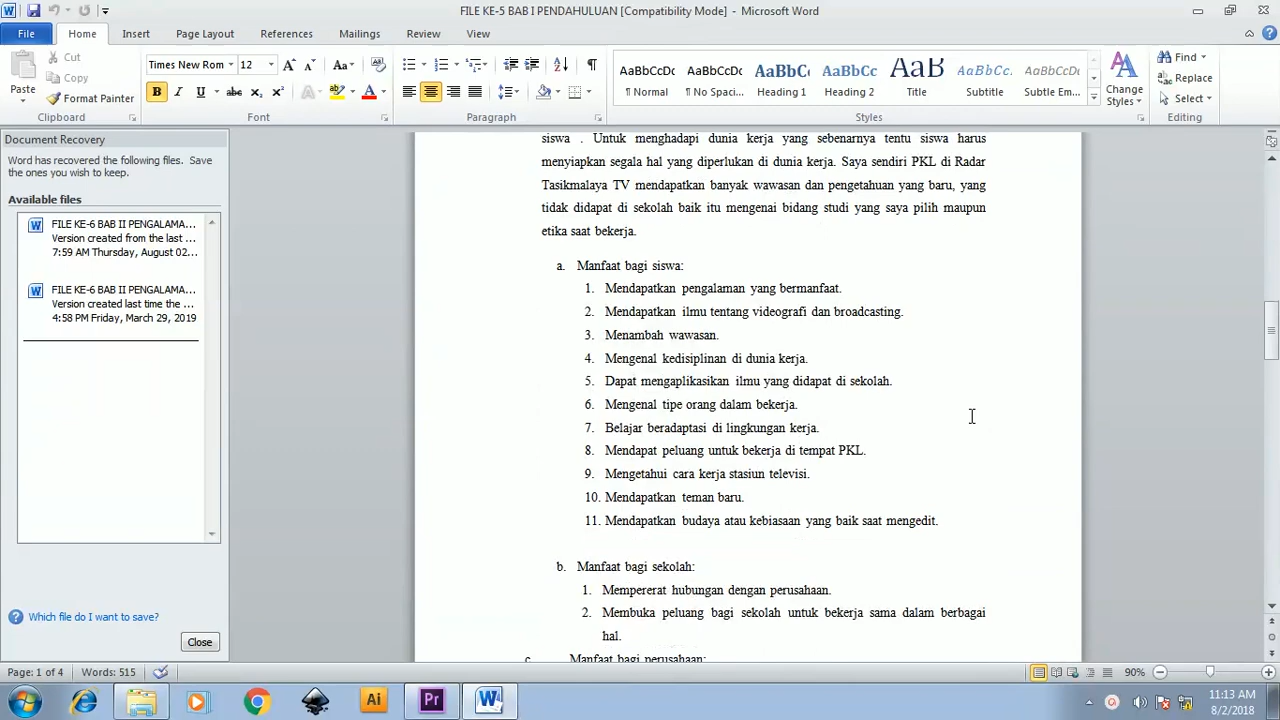 FILE KE-5 BAB I PENDAHULUAN [Compatibility Mode] - Microsoft Word
File Home Insert Page Layout References Mailings Review View
Cut
Copy
Paste
Format Painter
Clipboard
Times New Rom 12
Font
Paragraph
AaBbCcDc AaBbCcDc AaBbC AaBbCc AaB AaBbCc. AaBbCcDc
¶ Normal ¶ No Spaci... Heading 1 Heading 2 Title Subtitle Subtle Em...
Styles
Change Styles
Find
Replace
Select
Editing
Document Recovery
Word has recovered the following files. Save
the ones you wish to keep.
Available files
FILE KE-6 BAB II PENGALAMA...
Version created from the last ...
7:59 AM Thursday, August 02...
FILE KE-6 BAB II PENGALAMA...
Version created last time the ...
4:58 PM Friday, March 29, 2019
Which file do I want to save?
Close
siswa . Untuk menghadapi dunia kerja yang sebenarnya tentu siswa harus
menyiapkan segala hal yang diperlukan di dunia kerja. Saya sendiri PKL di Radar
Tasikmalaya TV mendapatkan banyak wawasan dan pengetahuan yang baru, yang
tidak didapat di sekolah baik itu mengenai bidang studi yang saya pilih maupun
etika saat bekerja.
a. Manfaat bagi siswa:
1. Mendapatkan pengalaman yang bermanfaat.
2. Mendapatkan ilmu tentang videografi dan broadcasting.
3. Menambah wawasan.
4. Mengenal kedisiplinan di dunia kerja.
5. Dapat mengaplikasikan ilmu yang didapat di sekolah.
6. Mengenal tipe orang dalam bekerja.
7. Belajar beradaptasi di lingkungan kerja.
8. Mendapat peluang untuk bekerja di tempat PKL.
9. Mengetahui cara kerja stasiun televisi.
10. Mendapatkan teman baru.
11. Mendapatkan budaya atau kebiasaan yang baik saat mengedit.
b. Manfaat bagi sekolah:
1. Mempererat hubungan dengan perusahaan.
2. Membuka peluang bagi sekolah untuk bekerja sama dalam berbagai
hal.
c. Manfaat bagi perusahaan:
Page: 1 of 4 Words: 515
90%
11:13 AM
8/2/2018